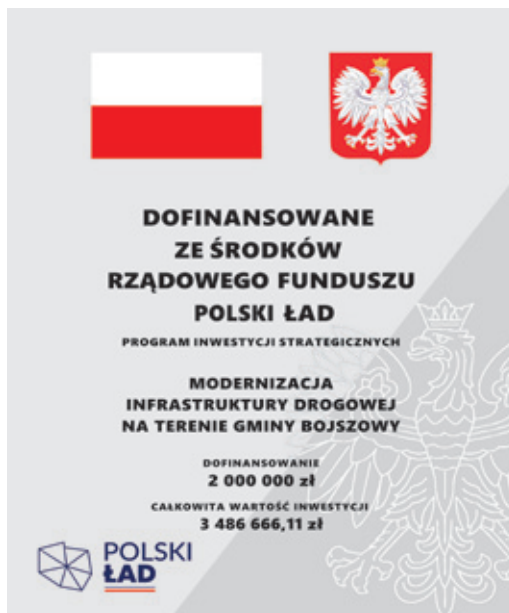 DOFINANSOWANE
ZE ŚRODKÓW
RZĄDOWEGO FUNDUSZU
POLSKI ŁAD
PROGRAM INWESTYCJI STRATEGICZNYCH
MODERNIZACJA
INFRASTRUKTURY DROGOWEJ
NA TERENIE GMINY BOJSZOWY
DOFINANSOWANIE
2 000 000 zł
CAŁKOWITA WARTOŚĆ INWESTYCJI
3 486 666,11 zł
POLSKI
ŁAD